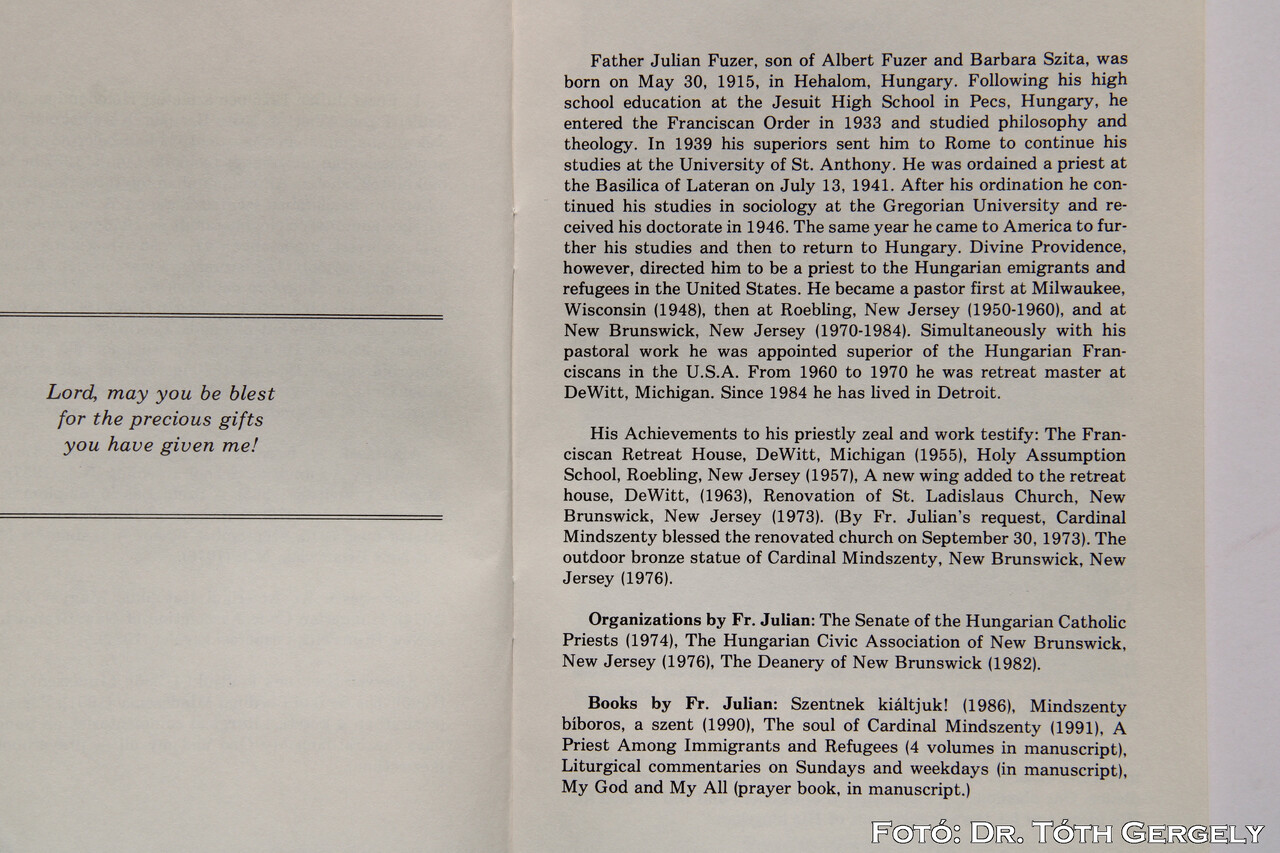 Lord, may you be blest
for the precious gifts
you have given me!
Father Julian Fuzer, son of Albert Fuzer and Barbara Szita, was
born on May 30, 1915, in Hehalom, Hungary. Following his high
school education at the Jesuit High School in Pecs, Hungary, he
entered the Franciscan Order in 1933 and studied philosophy and
theology. In 1939 his superiors sent him to Rome to continue his
studies at the University of St. Anthony. He was ordained a priest at
the Basilica of Lateran on July 13, 1941. After his ordination he con-
tinued his studies in sociology at the Gregorian University and re-
ceived his doctorate in 1946. The same year he came to America to fur-
ther his studies and then to return to Hungary. Divine Providence,
however, directed him to be a priest to the Hungarian emigrants and
refugees in the United States. He became a pastor first at Milwaukee,
Wisconsin (1948), then at Roebling, New Jersey (1950-1960), and at
New Brunswick, New Jersey (1970-1984). Simultaneously with his
pastoral work he was appointed superior of the Hungarian Fran-
ciscans in the U.S.A. From 1960 to 1970 he was retreat master at
DeWitt, Michigan. Since 1984 he has lived in Detroit.
His Achievements to his priestly zeal and work testify: The Fran-
ciscan Retreat House, DeWitt, Michigan (1955), Holy Assumption
School, Roebling, New Jersey (1957), A new wing added to the retreat
house, DeWitt, (1963), Renovation of St. Ladislaus Church, New
Brunswick, New Jersey (1973). (By Fr. Julian's request, Cardinal
Mindszenty blessed the renovated church on September 30, 1973). The
outdoor bronze statue of Cardinal Mindszenty, New Brunswick, New
Jersey (1976).
Organizations by Fr. Julian: The Senate of the Hungarian Catholic
Priests (1974), The Hungarian Civic Association of New Brunswick,
New Jersey (1976), The Deanery of New Brunswick (1982).
Books by Fr. Julian: Szentnek kiáltjuk! (1986), Mindszenty
bíboros, a szent (1990), The soul of Cardinal Mindszenty (1991), A
Priest Among Immigrants and Refugees (4 volumes in manuscript),
Liturgical commentaries on Sundays and weekdays (in manuscript),
My God and My All (prayer book, in manuscript.)
Fotó: Dr. Tóth Gergely